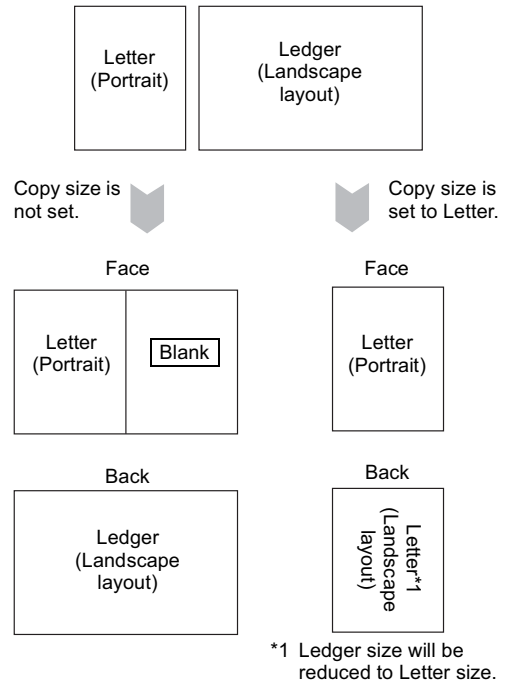 Letter
(Portrait)
Ledger
(Landscape
layout)
Copy size is
not set.
Copy size is
set to Letter.
Face
Letter
(Portrait)
Blank
Face
Letter
(Portrait)
Back
Ledger
(Landscape
layout)
Back
Letter*1
(Landscape
layout)
*1 Ledger size will be
reduced to Letter size.